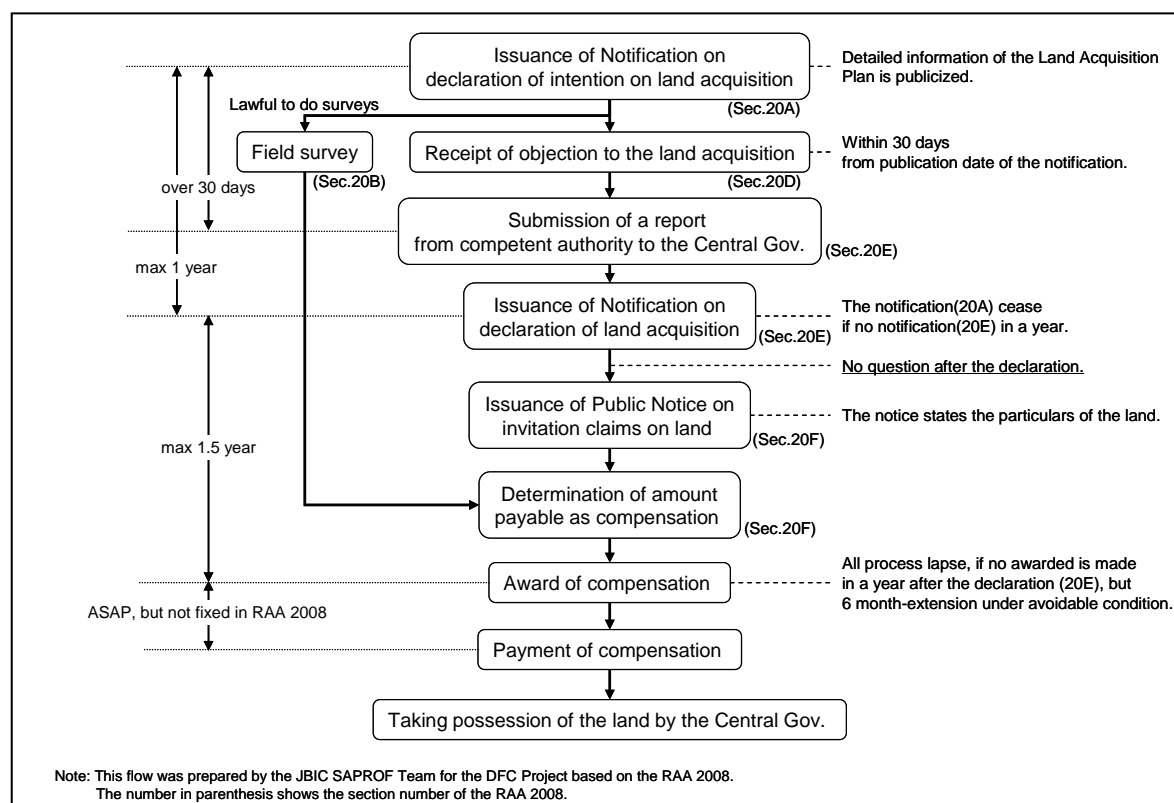 Issuance of Notification on
declaration of intention on land acquisition
(Sec.20A)
Detailed information of the Land Acquisition
Plan is publicized.
Lawful to do surveys
Field survey
(Sec.20B)
Receipt of objection to the land acquisition
(Sec.20D)
Within 30 days
from publication date of the notification.
over 30 days
max 1 year
Submission of a report
from competent authority to the Central Gov.
(Sec.20E)
Issuance of Notification on
declaration of land acquisition
(Sec.20E)
The notification(20A) cease
if no notification(20E) in a year.
No question after the declaration.
Issuance of Public Notice on
invitation claims on land
(Sec.20F)
The notice states the particulars of the land.
max 1.5 year
Determination of amount
payable as compensation
(Sec.20F)
Award of compensation
All process lapse, if no awarded is made
in a year after the declaration (20E), but
6 month-extension under avoidable condition.
ASAP, but not fixed in RAA 2008
Payment of compensation
Taking possession of the land by the Central Gov.
Note: This flow was prepared by the JBIC SAPROF Team for the DFC Project based on the RAA 2008.
The number in parenthesis shows the section number of the RAA 2008.